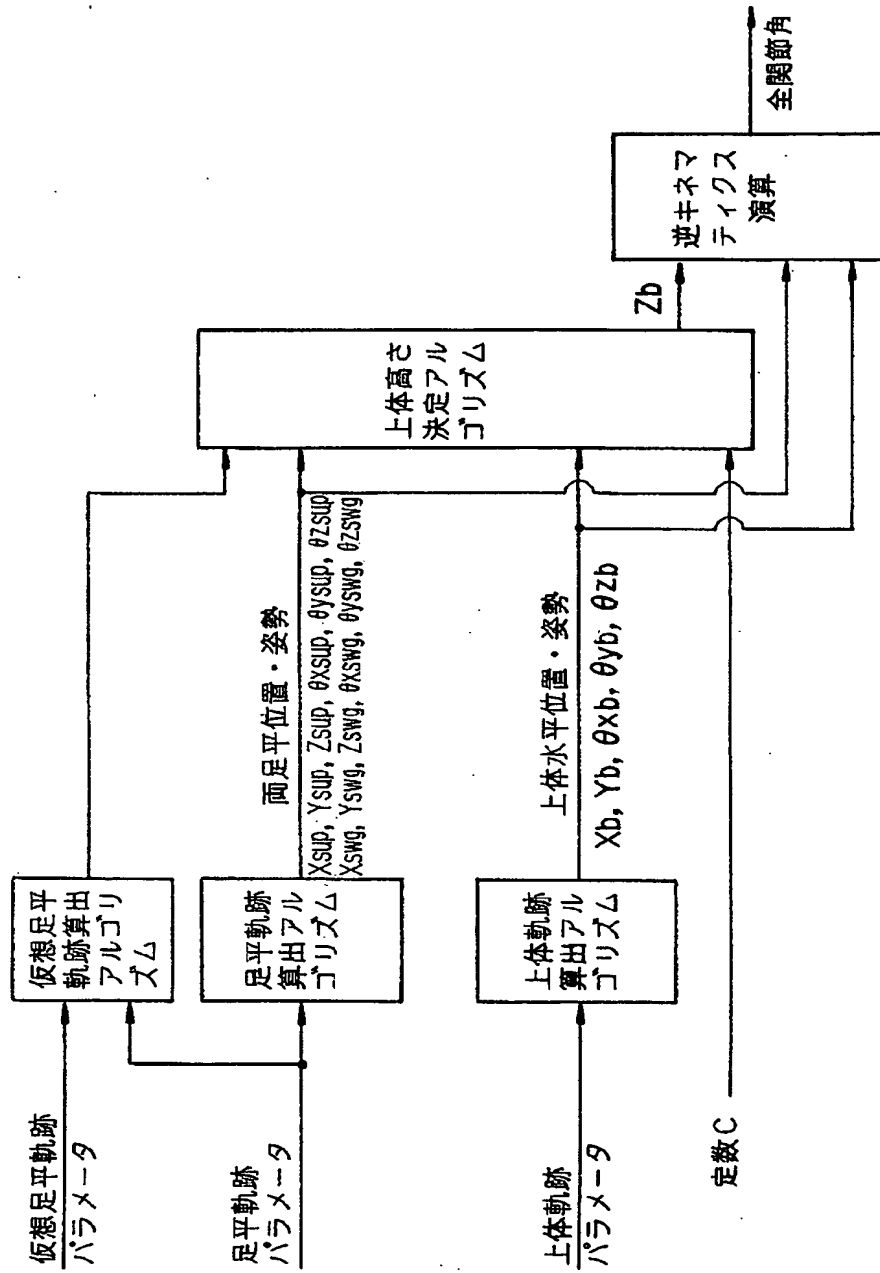 仮想足平軌跡
パラメータ
仮想足平
軌跡算出
アルゴリ
ズム
足平軌跡
パラメータ
足平軌跡
算出アル
ゴリズム
両足平位置・姿勢
Xsup, Ysup, Zsup, θxsup, θysup, θzsup
Xswg, Yswg, Zswg, θxswg, θyswg, θzswg
上体軌跡
パラメータ
上体軌跡
算出アル
ゴリズム
上体水平位置・姿勢
Xb, Yb, θxb, θyb, θzb
定数C
上体高さ
決定アル
ゴリズム
Zb
逆キネマ
ティクス
演算
全関節角